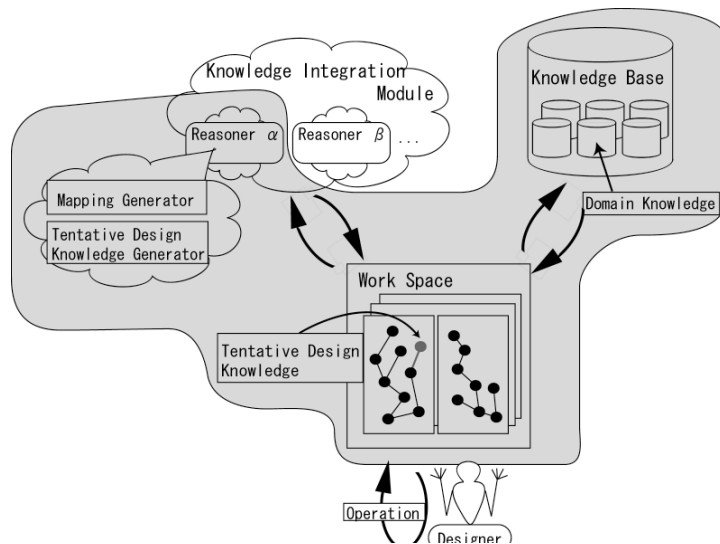 Knowledge Integration
Module
Reasoner α
Reasoner β ...
Mapping Generator
Tentative Design
Knowledge Generator
Knowledge Base
Domain Knowledge
Work Space
Tentative Design
Knowledge
Operation
Designer